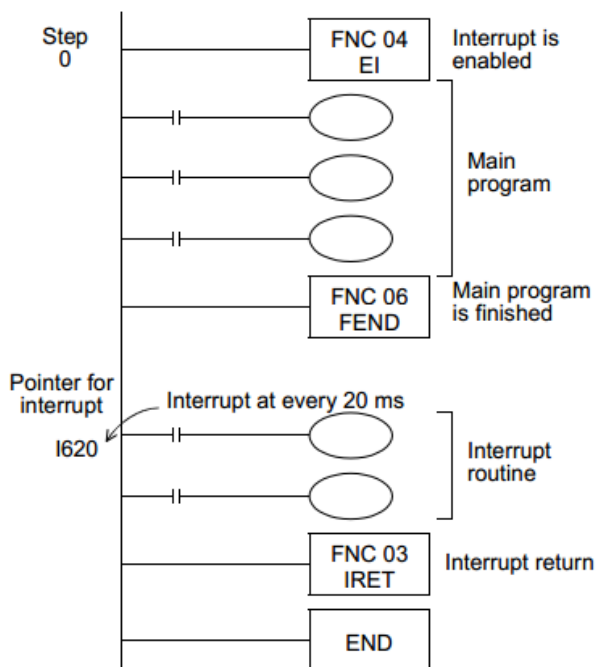 Step
0
FNC 04
EI
Interrupt is
enabled
Main
program
FNC 06
FEND
Main program
is finished
Pointer for
interrupt
Interrupt at every 20 ms
I620
Interrupt
routine
FNC 03
IRET
Interrupt return
END